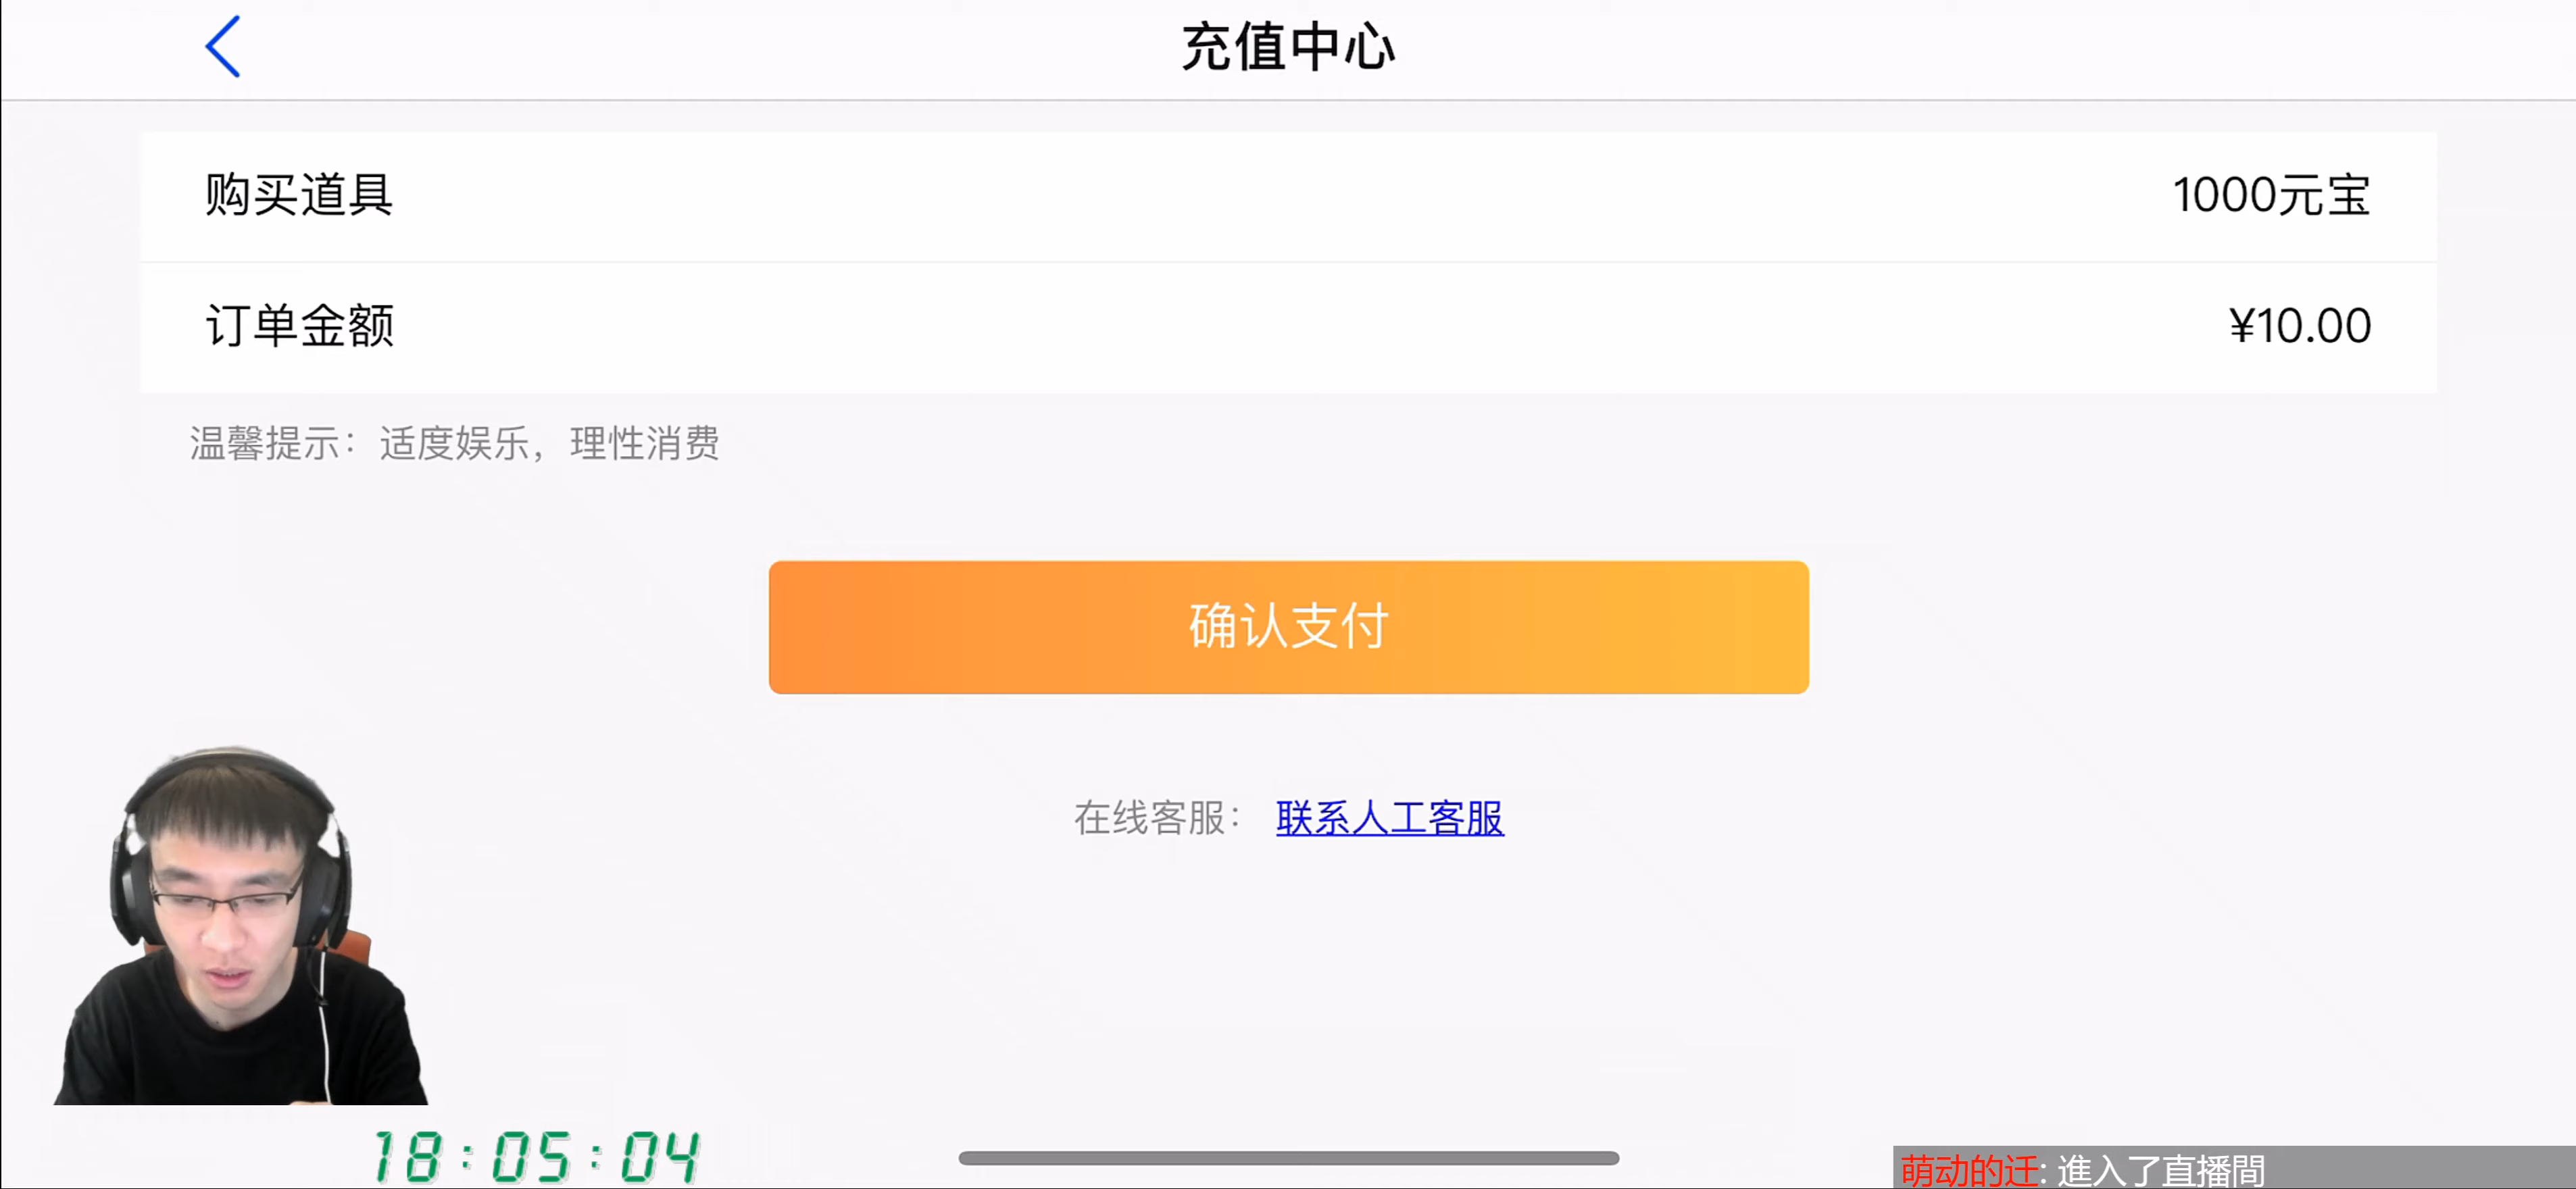 充值中心
购买道具 1000元宝
订单金额 ¥10.00
温馨提示：适度娱乐，理性消费
确认支付
在线客服： 联系人工客服
18:05:04
萌动的迁: 進入了直播間